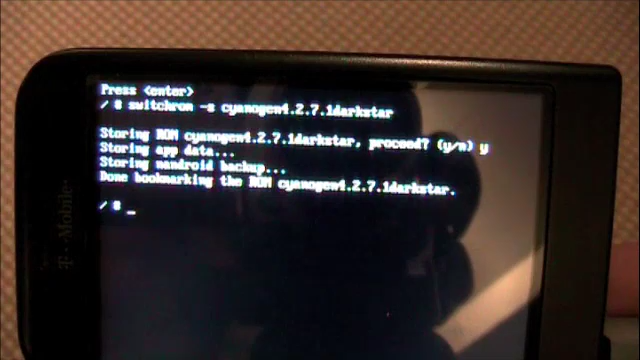 Press <enter>
/ # switchrom -s cyanogen4.2.7.1darkstar
Storing ROM cyanogen4.2.7.1darkstar, proceed? (y/n) y
Storing app data...
Storing nandroid backup...
Done bookmarking the ROM cyanogen4.2.7.1darkstar.
/ # _
T··Mobile